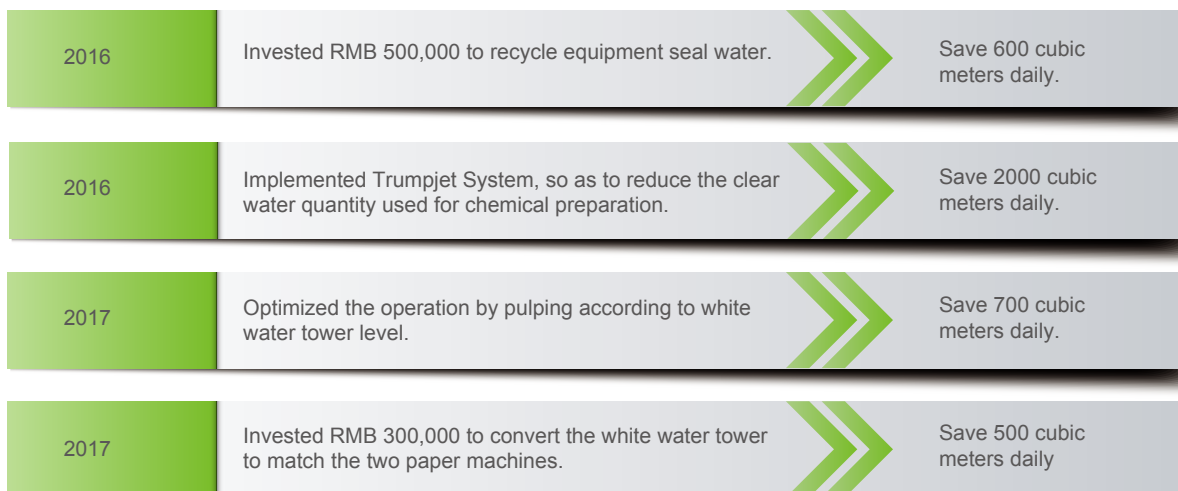 2016
Invested RMB 500,000 to recycle equipment seal water.
Save 600 cubic
meters daily.
2016
Implemented Trumpjet System, so as to reduce the clear
water quantity used for chemical preparation.
Save 2000 cubic
meters daily.
2017
Optimized the operation by pulping according to white
water tower level.
Save 700 cubic
meters daily.
2017
Invested RMB 300,000 to convert the white water tower
to match the two paper machines.
Save 500 cubic
meters daily